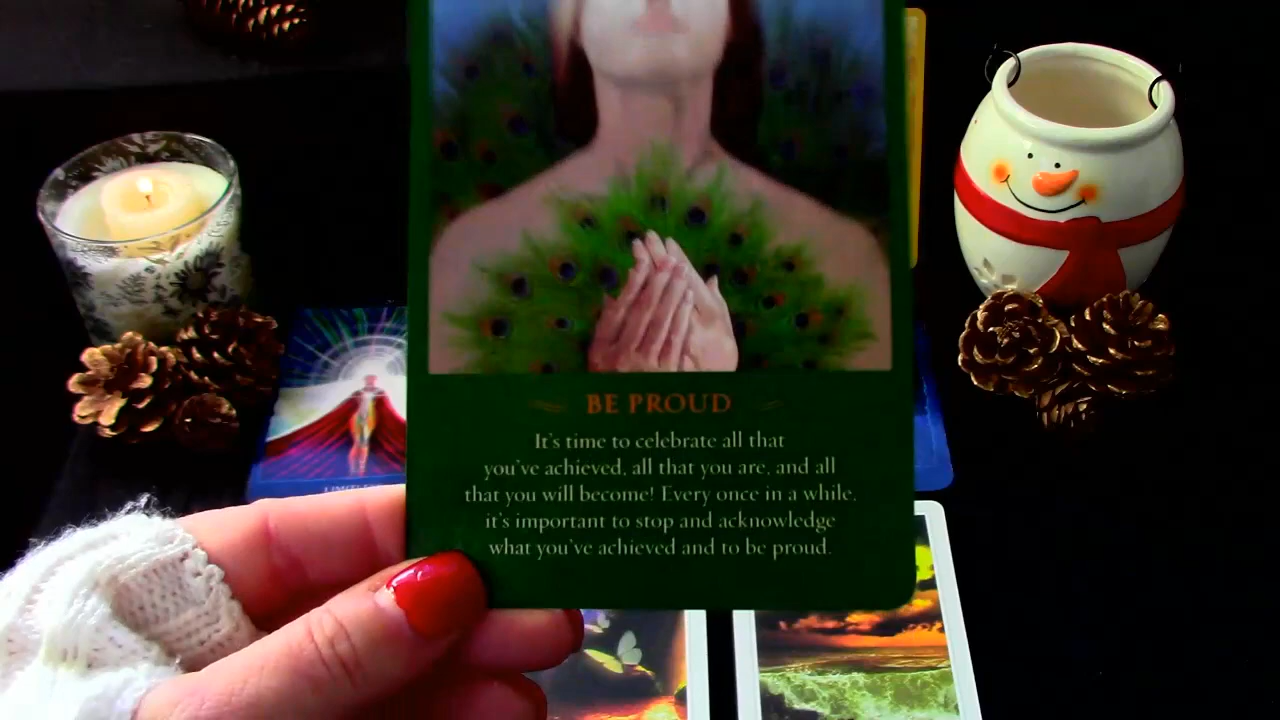 BE PROUD
It's time to celebrate all that
you've achieved, all that you are, and all
that you will become! Every once in a while,
it's important to stop and acknowledge
what you've achieved and to be proud.